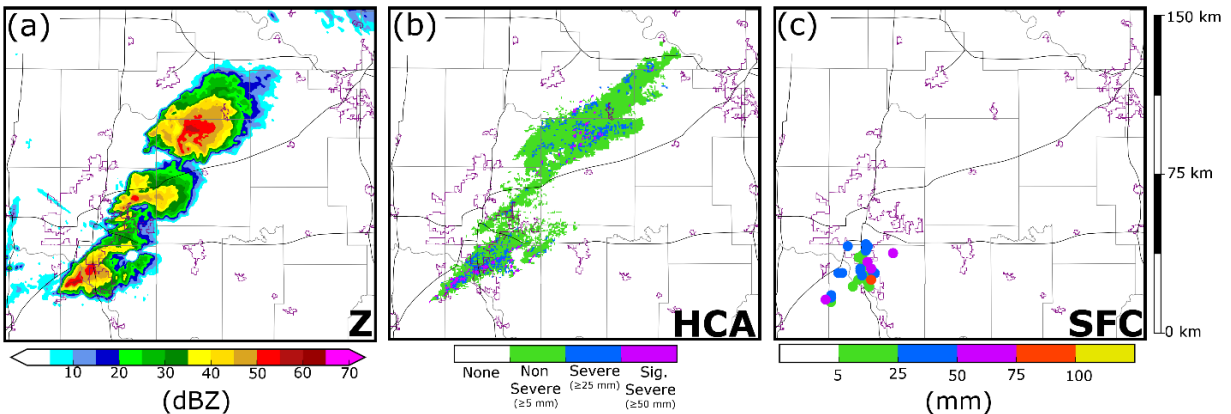 (a)
(b)
(c)
150 km
75 km
0 km
Z
HCA
SFC
10 20 30 40 50 60 70
(dBZ)
None
Non
Severe
(≥5 mm)
Severe
(≥25 mm)
Sig.
Severe
(≥50 mm)
5 25 50 75 100
(mm)